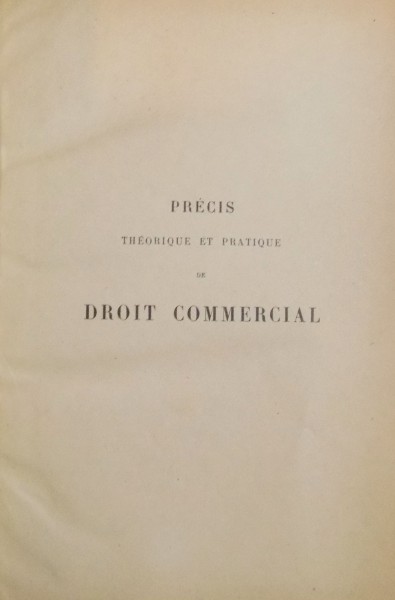 PRÉCIS
THÉORIQUE ET PRATIQUE
DE
DROIT COMMERCIAL